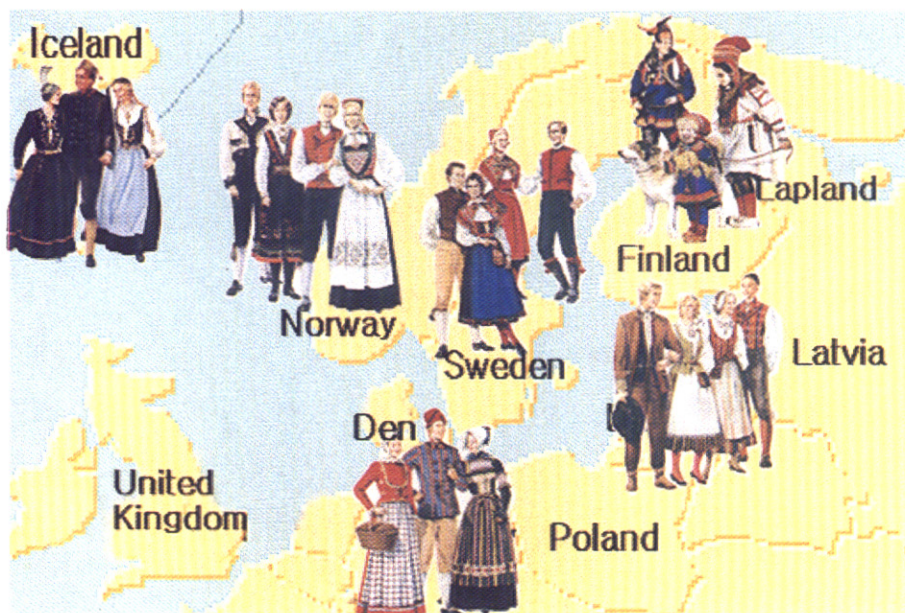 Iceland
Lapland
Finland
Norway
Latvia
Sweden
Den
United
Kingdom
Poland